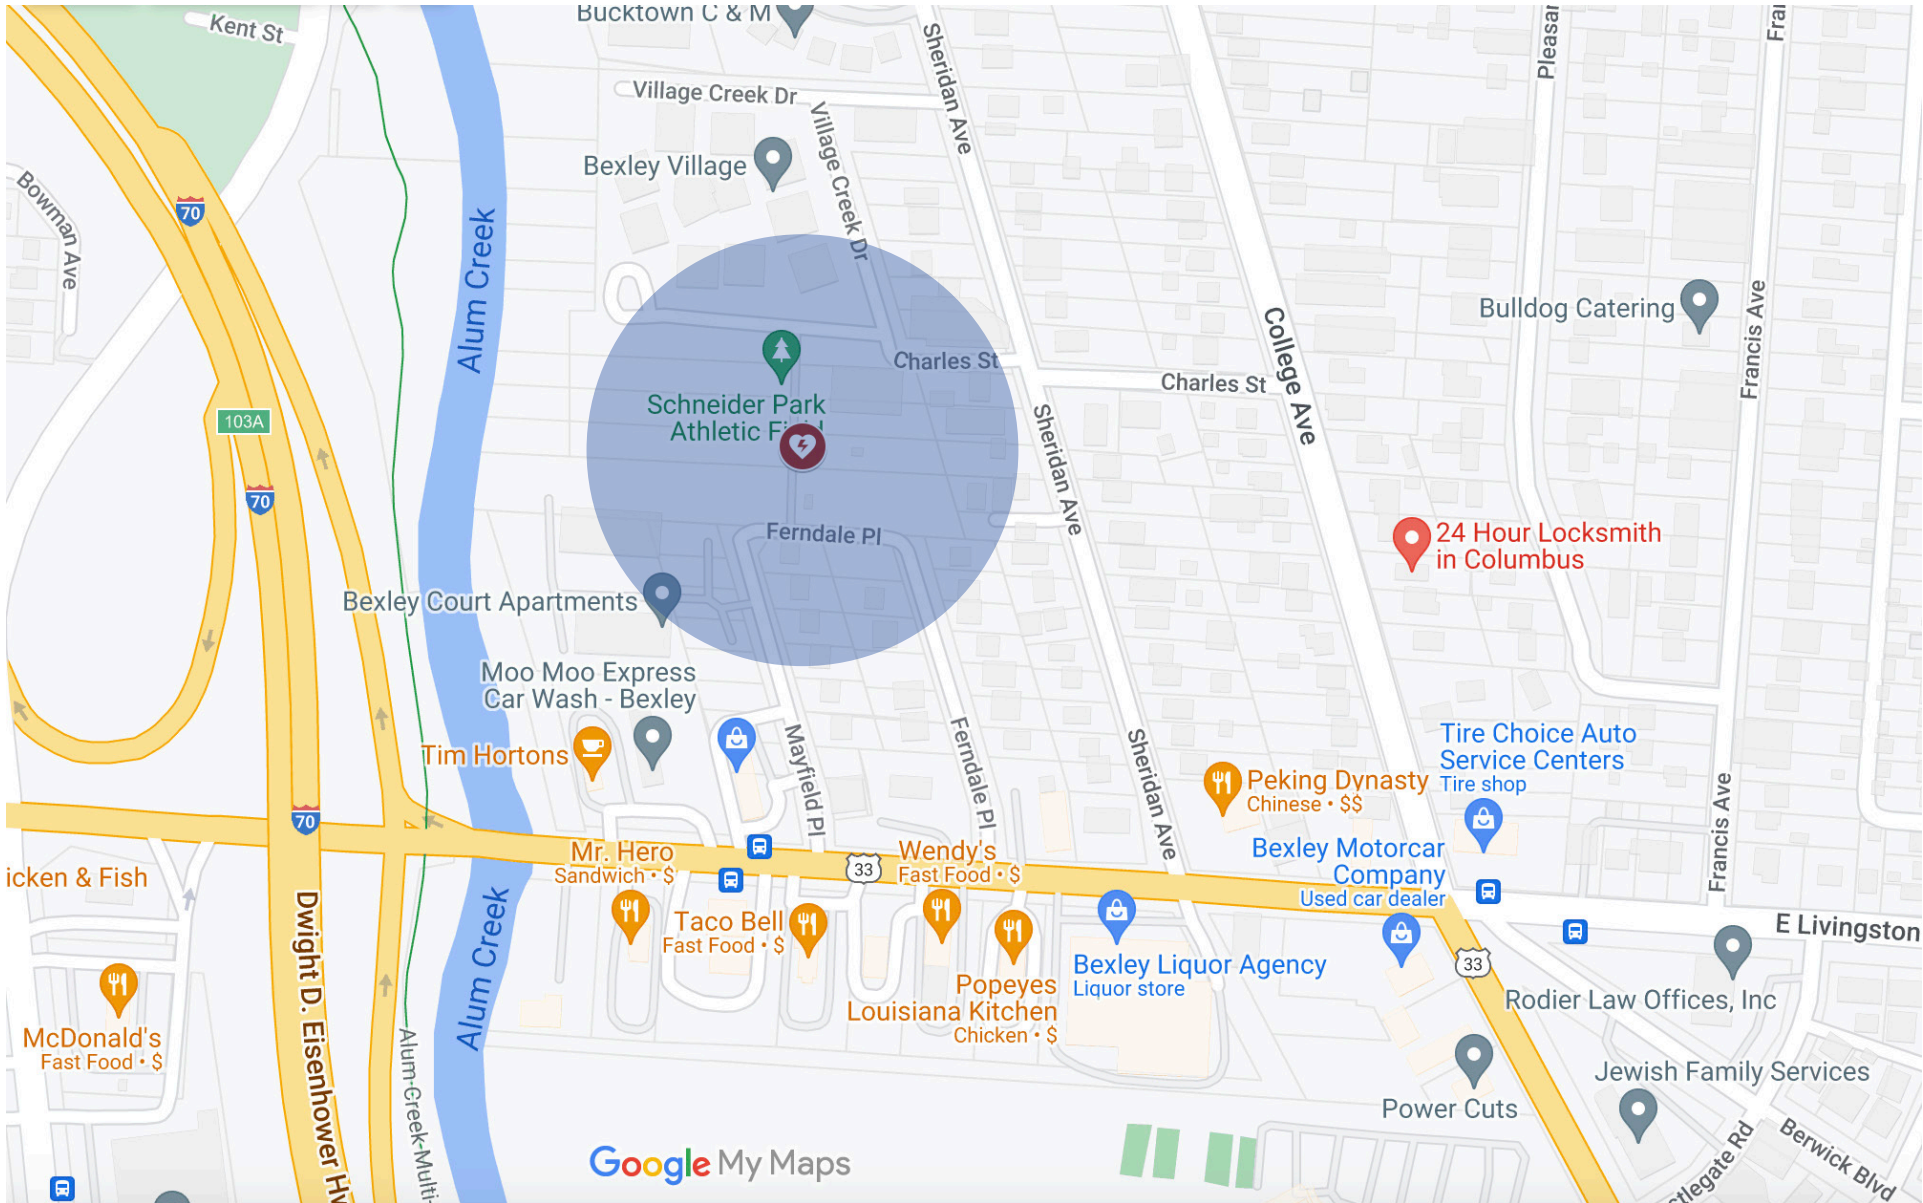 Kent St
Bucktown C & M
Sheridan Ave
Pleasan
Fra
Village Creek Dr
Village Creek Dr
Bexley Village
Bowman Ave
70
Alum Creek
Bulldog Catering
Francis Ave
College Ave
Charles St
Charles St
Schneider Park
Athletic
103A
70
Sheridan Ave
Ferndale Pl
24 Hour Locksmith
in Columbus
Bexley Court Apartments
Moo Moo Express
Car Wash - Bexley
Tim Hortons
Mayfield Pl
Ferndale Pl
Sheridan Ave
Peking Dynasty
Chinese • $$
Tire Choice Auto
Service Centers
Tire shop
Francis Ave
70
Mr. Hero
Sandwich • $
33
Wendy's
Fast Food • $
Bexley Motorcar
Company
Used car dealer
icken & Fish
Taco Bell
Fast Food • $
E Livingston
Dwight D. Eisenhower Hw
Alum Creek
Bexley Liquor Agency
Liquor store
33
Popeyes
Louisiana Kitchen
Chicken • $
Rodier Law Offices, Inc
McDonald's
Fast Food • $
Alum-Creek-Multi-
Power Cuts
Jewish Family Services
stlegate Rd
Berwick Blvd
Google My Maps